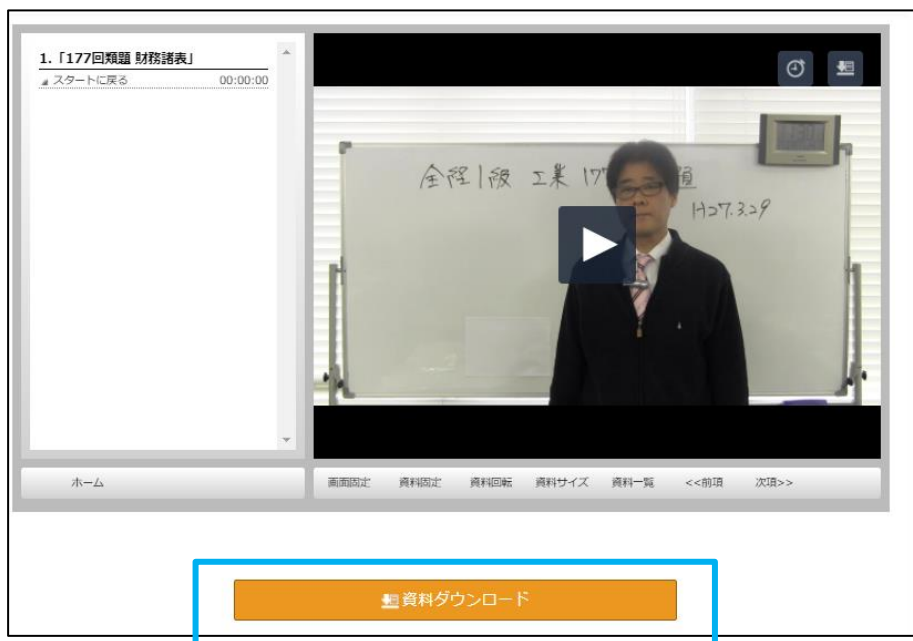 1.「177回類題 財務諸表」
スタートに戻る 00:00:00
全経1級 工業 17
H27.3.29
ホーム
画面固定 資料固定 資料回転 資料サイズ 資料一覧 <<前項 次項>>
資料ダウンロード